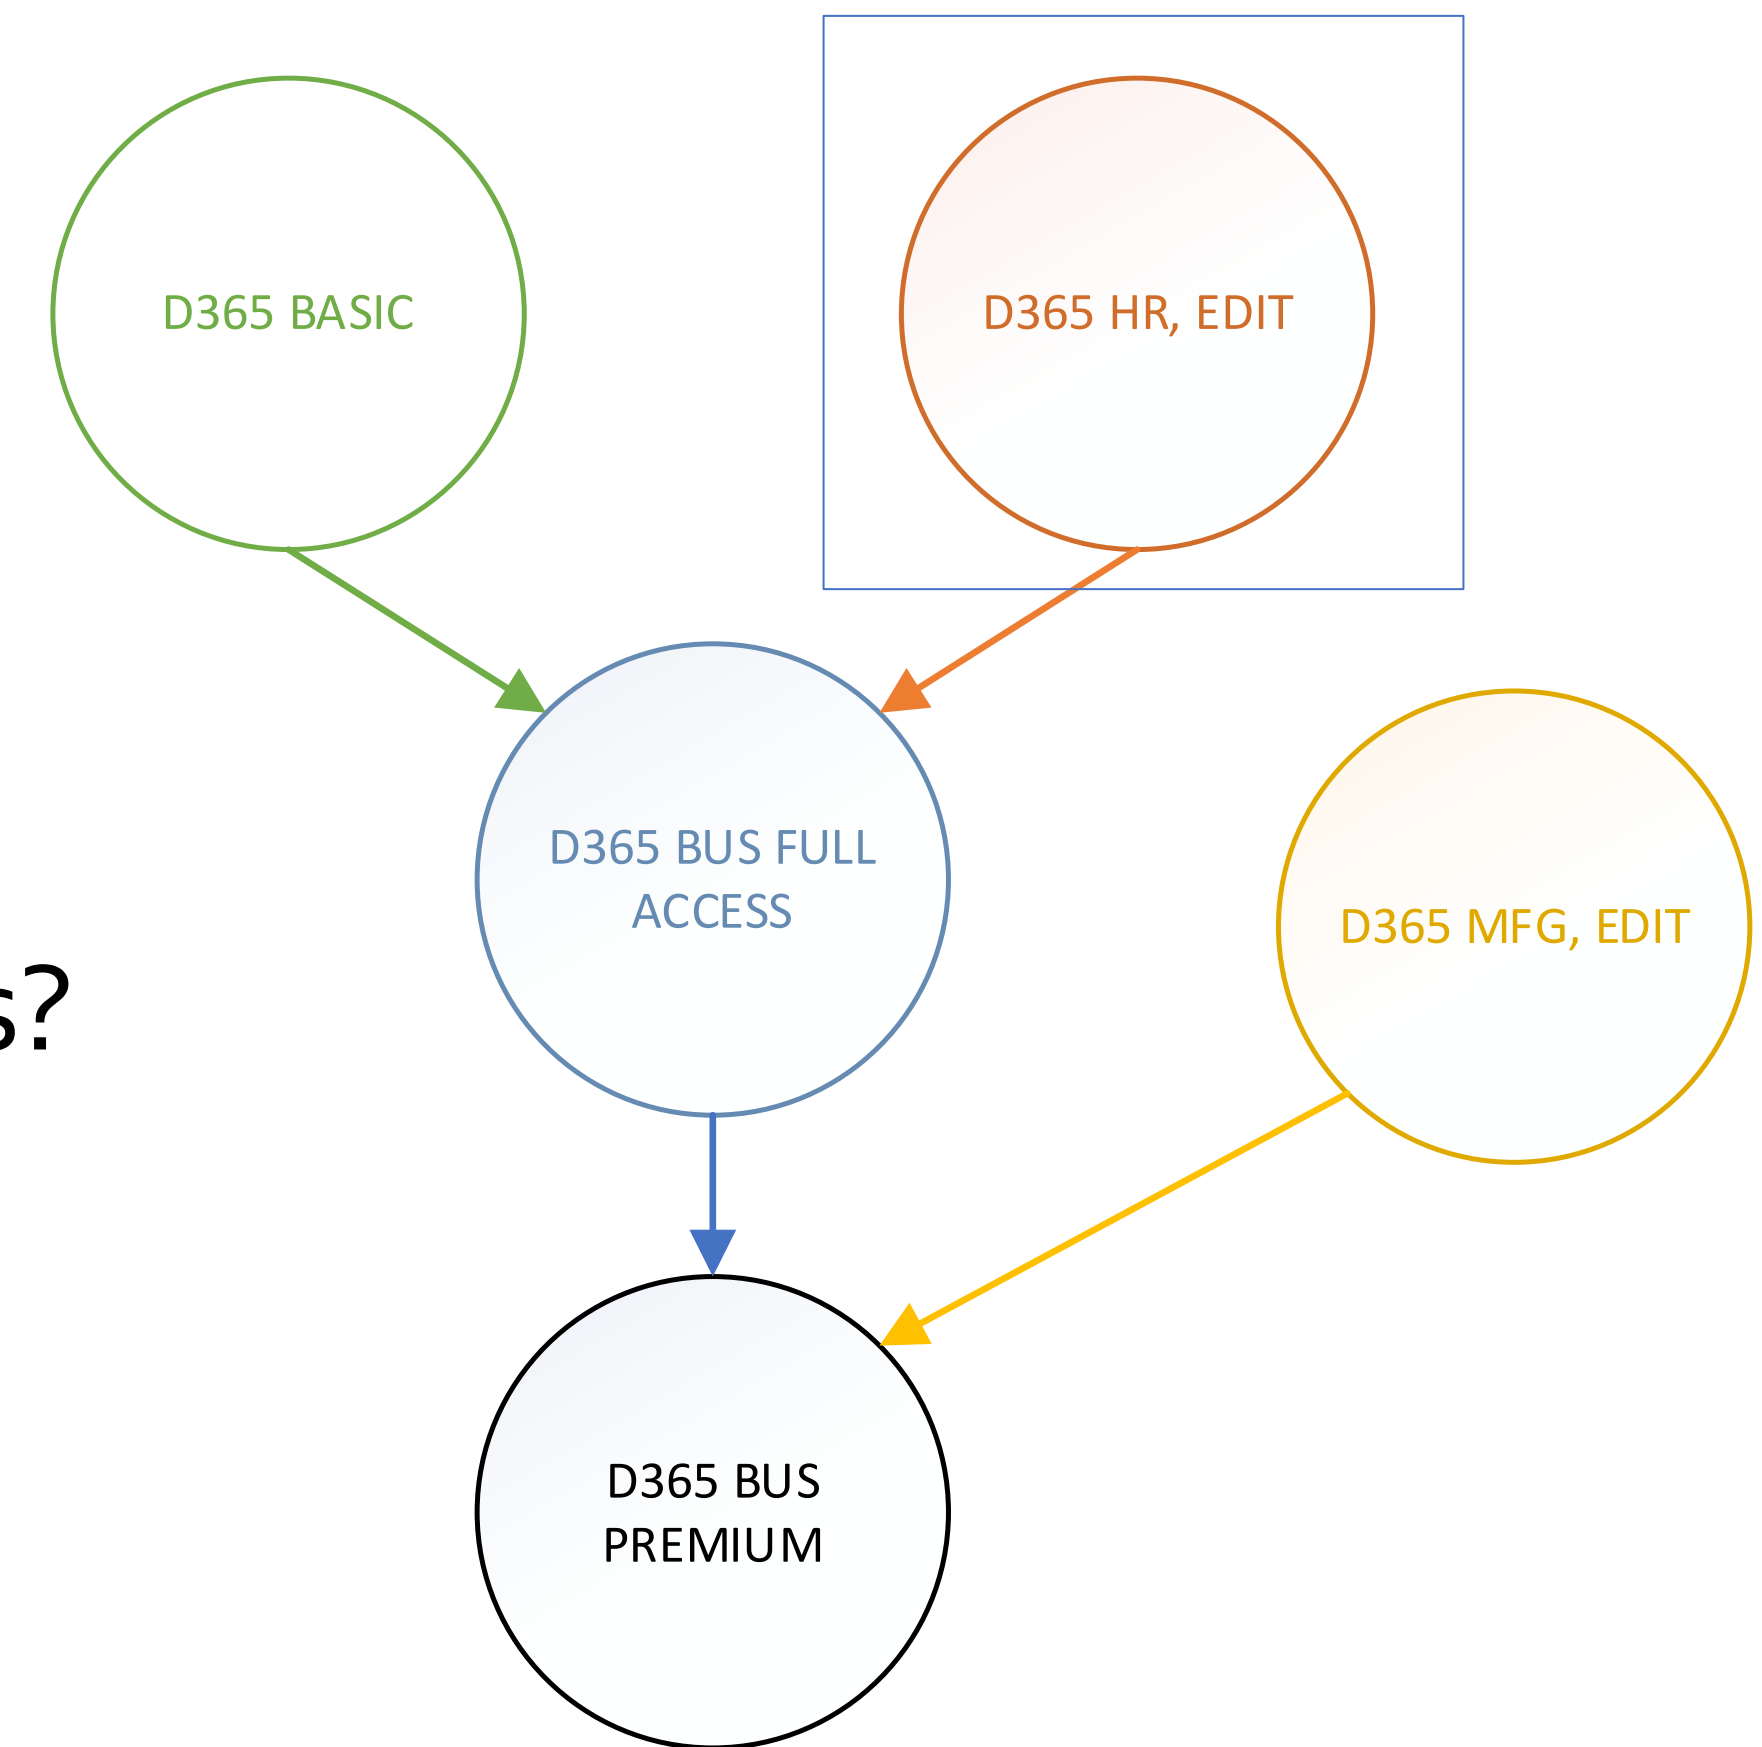 D365 BASIC
D365 HR, EDIT
D365 BUS FULL
ACCESS
D365 MFG, EDIT
s?
D365 BUS
PREMIUM